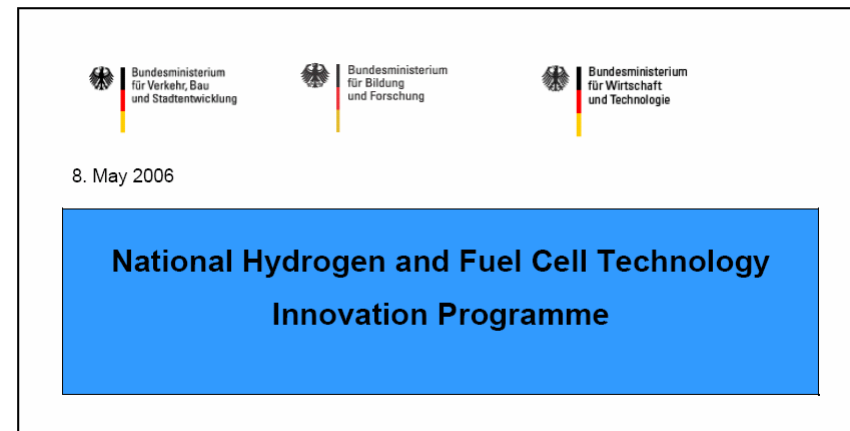 Bundesministerium
für Verkehr, Bau
und Stadtentwicklung
Bundesministerium
für Bildung
und Forschung
Bundesministerium
für Wirtschaft
und Technologie
8. May 2006
National Hydrogen and Fuel Cell Technology
Innovation Programme